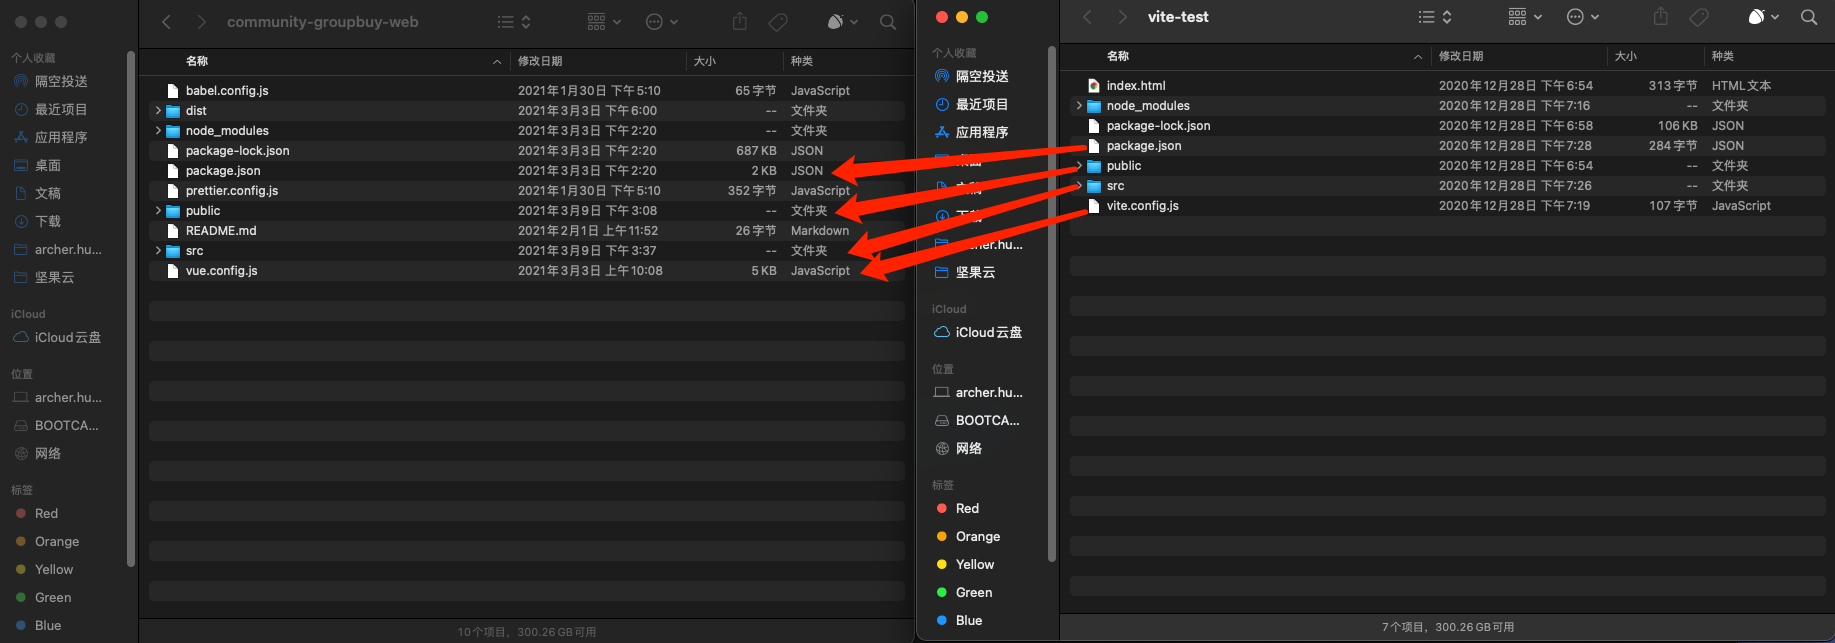 community-groupbuy-web
个人收藏
隔空投送
最近项目
应用程序
桌面
文稿
下载
archer.hu...
坚果云
iCloud
iCloud云盘
位置
archer.hu...
BOOTCA...
网络
标签
Red
Orange
Yellow
Green
Blue
名称 修改日期 大小 种类
babel.config.js 2021年1月30日 下午5:10 65 字节 JavaScript
dist 2021年3月3日 下午6:00 -- 文件夹
node_modules 2021年3月3日 下午2:20 -- 文件夹
package-lock.json 2021年3月3日 下午2:20 687 KB JSON
package.json 2021年3月3日 下午2:20 2 KB JSON
prettier.config.js 2021年1月30日 下午5:10 352 字节 JavaScript
public 2021年3月9日 下午3:08 -- 文件夹
README.md 2021年2月1日 上午11:52 26 字节 Markdown
src 2021年3月9日 下午3:37 -- 文件夹
vue.config.js 2021年3月3日 上午10:08 5 KB JavaScript
10个项目，300.26 GB可用
vite-test
个人收藏
隔空投送
最近项目
应用程序
archer.hu...
坚果云
iCloud
iCloud云盘
位置
archer.hu...
BOOTCA...
网络
标签
Red
Orange
Yellow
Green
Blue
名称 修改日期 大小 种类
index.html 2020年12月28日 下午6:54 313 字节 HTML文本
node_modules 2020年12月28日 下午7:16 -- 文件夹
package-lock.json 2020年12月28日 下午6:58 106 KB JSON
package.json 2020年12月28日 下午7:28 284 字节 JSON
public 2020年12月28日 下午6:54 -- 文件夹
src 2020年12月28日 下午7:26 -- 文件夹
vite.config.js 2020年12月28日 下午7:19 107 字节 JavaScript
7个项目，300.26 GB可用